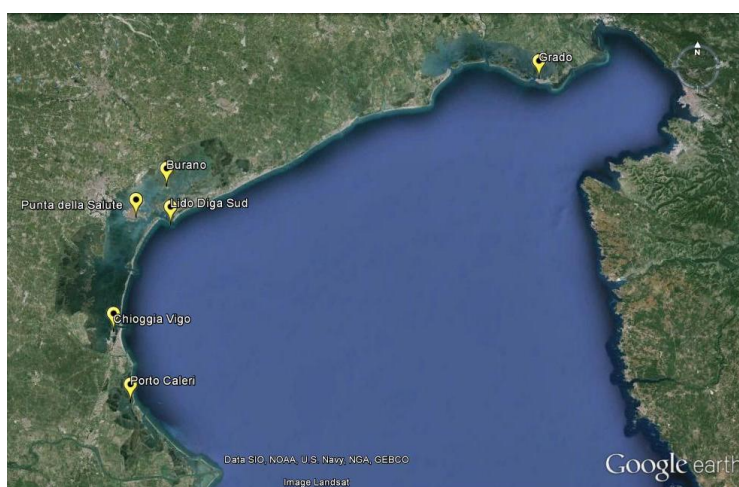 Grado
N
Burano
Punta della Salute
Lido Diga Sud
Chioggia Vigo
Porto Caleri
Data SIO, NOAA, U.S. Navy, NGA, GEBCO
Image Landsat
Google earth